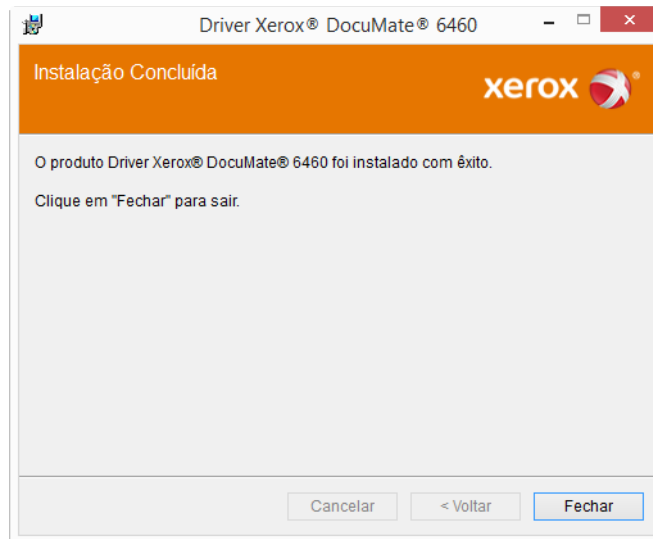 Driver Xerox® DocuMate® 6460
Instalação Concluída
xerox
O produto Driver Xerox® DocuMate® 6460 foi instalado com êxito.
Clique em "Fechar" para sair.
Cancelar
< Voltar
Fechar